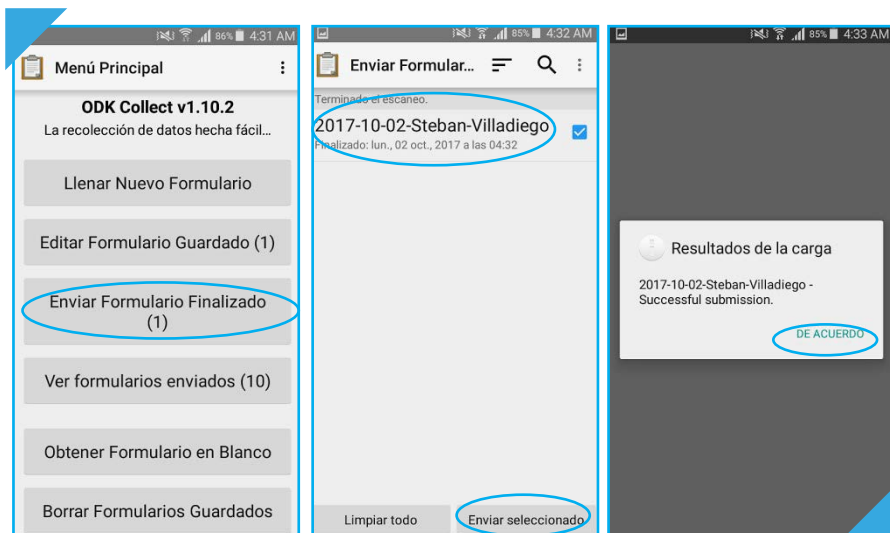 86% 4:31 AM
Menú Principal
ODK Collect v1.10.2
La recolección de datos hecha fácil...
Llenar Nuevo Formulario
Editar Formulario Guardado (1)
Enviar Formulario Finalizado
(1)
Ver formularios enviados (10)
Obtener Formulario en Blanco
Borrar Formularios Guardados
85% 4:32 AM
Enviar Formular...
Terminado el escaneo.
2017-10-02-Steban-Villadiego
Finalizado: lun., 02 oct., 2017 a las 04:32
Limpiar todo
Enviar seleccionado
85% 4:33 AM
Resultados de la carga
2017-10-02-Steban-Villadiego -
Successful submission.
DE ACUERDO